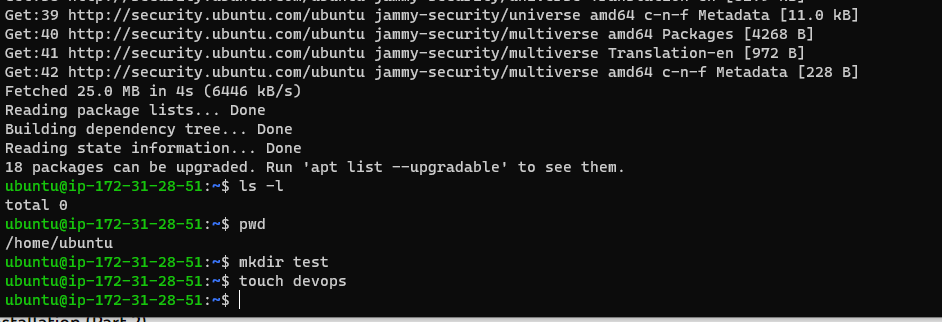 Get:39 http://security.ubuntu.com/ubuntu jammy-security/universe amd64 c-n-f Metadata [11.0 kB]
Get:40 http://security.ubuntu.com/ubuntu jammy-security/multiverse amd64 Packages [4268 B]
Get:41 http://security.ubuntu.com/ubuntu jammy-security/multiverse Translation-en [972 B]
Get:42 http://security.ubuntu.com/ubuntu jammy-security/multiverse amd64 c-n-f Metadata [228 B]
Fetched 25.0 MB in 4s (6446 kB/s)
Reading package lists... Done
Building dependency tree... Done
Reading state information... Done
18 packages can be upgraded. Run 'apt list --upgradable' to see them.
ubuntu@ip-172-31-28-51:~$ ls -l
total 0
ubuntu@ip-172-31-28-51:~$ pwd
/home/ubuntu
ubuntu@ip-172-31-28-51:~$ mkdir test
ubuntu@ip-172-31-28-51:~$ touch devops
ubuntu@ip-172-31-28-51:~$